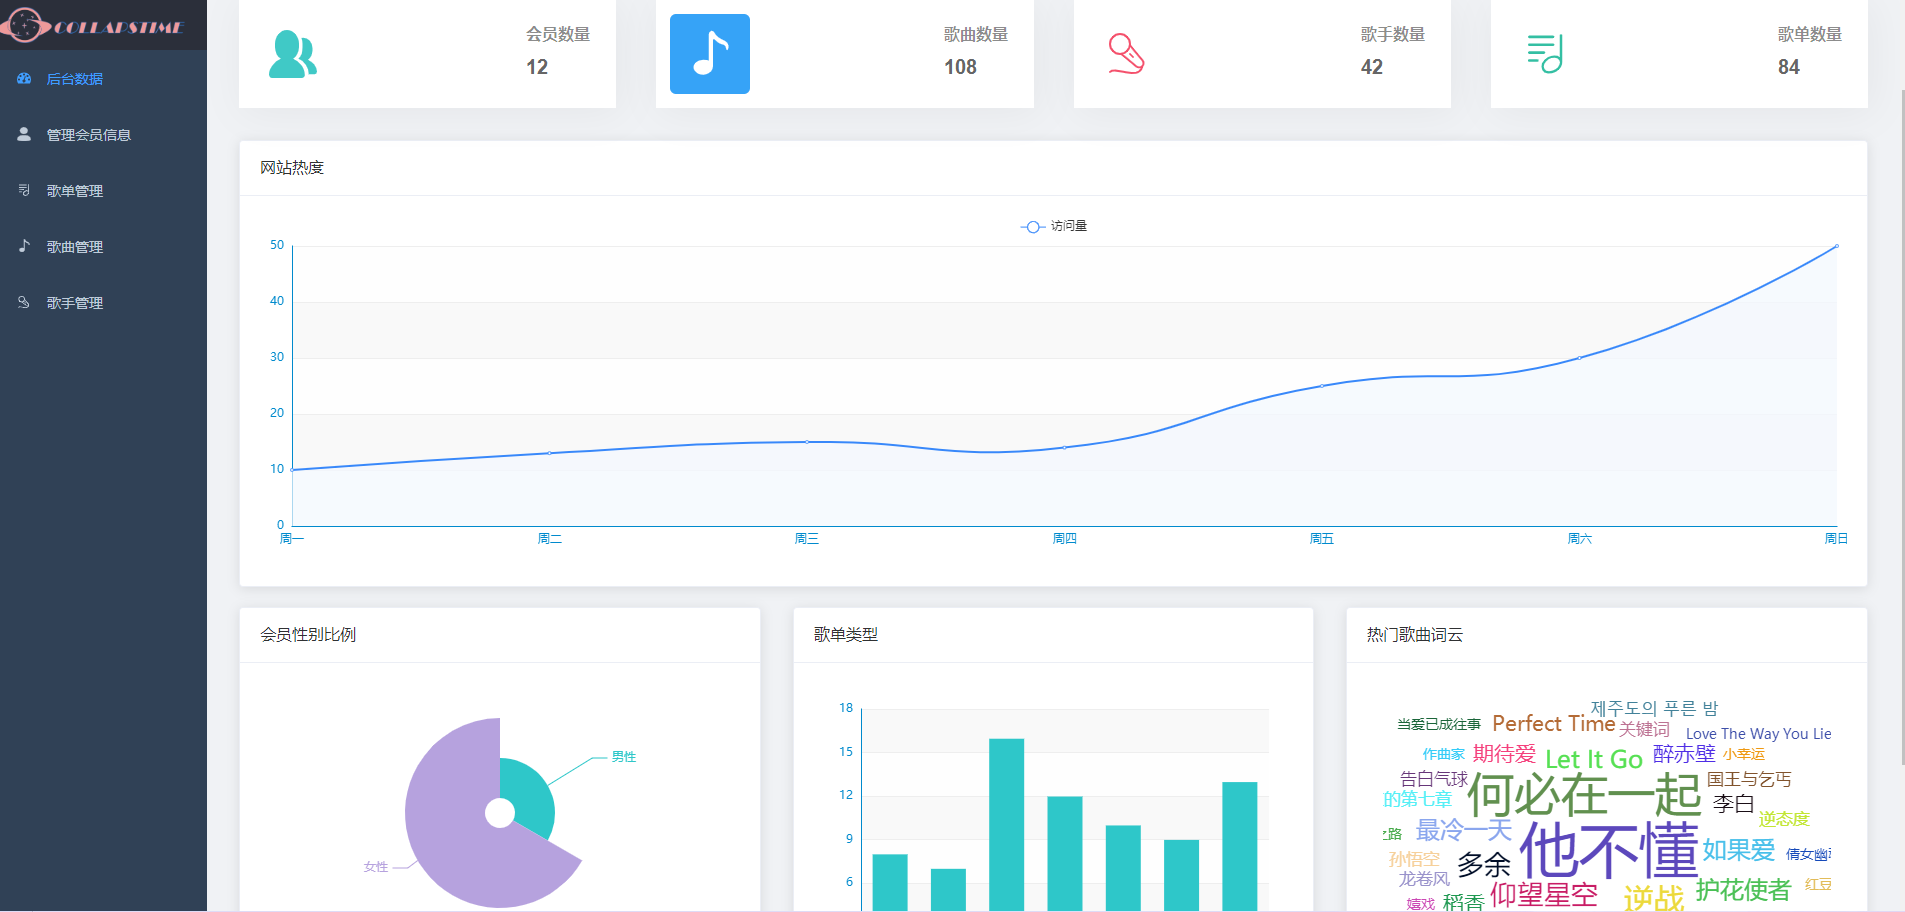 COLLAPSTIME
后台数据
管理会员信息
歌单管理
歌曲管理
歌手管理
会员数量
12
歌曲数量
108
歌手数量
42
歌单数量
84
网站热度
访问量
50
40
30
20
10
0
周一 周二 周三 周四 周五 周六 周日
会员性别比例
男性
女性
歌单类型
18
15
12
9
6
热门歌曲词云
제주도의 푸른 밤
当爱已成往事 Perfect Time 关键词 Love The Way You Lie
作曲家 期待爱 Let It Go 醉赤壁 小幸运
告白气球 何必在一起 国王与乞丐
的第七章 李白
之路 最冷一天 他不懂 逆态度
孙悟空 多余 如果爱 倩女幽
龙卷风 仰望星空 护花使者 红豆
嬉戏 稻香 逆战